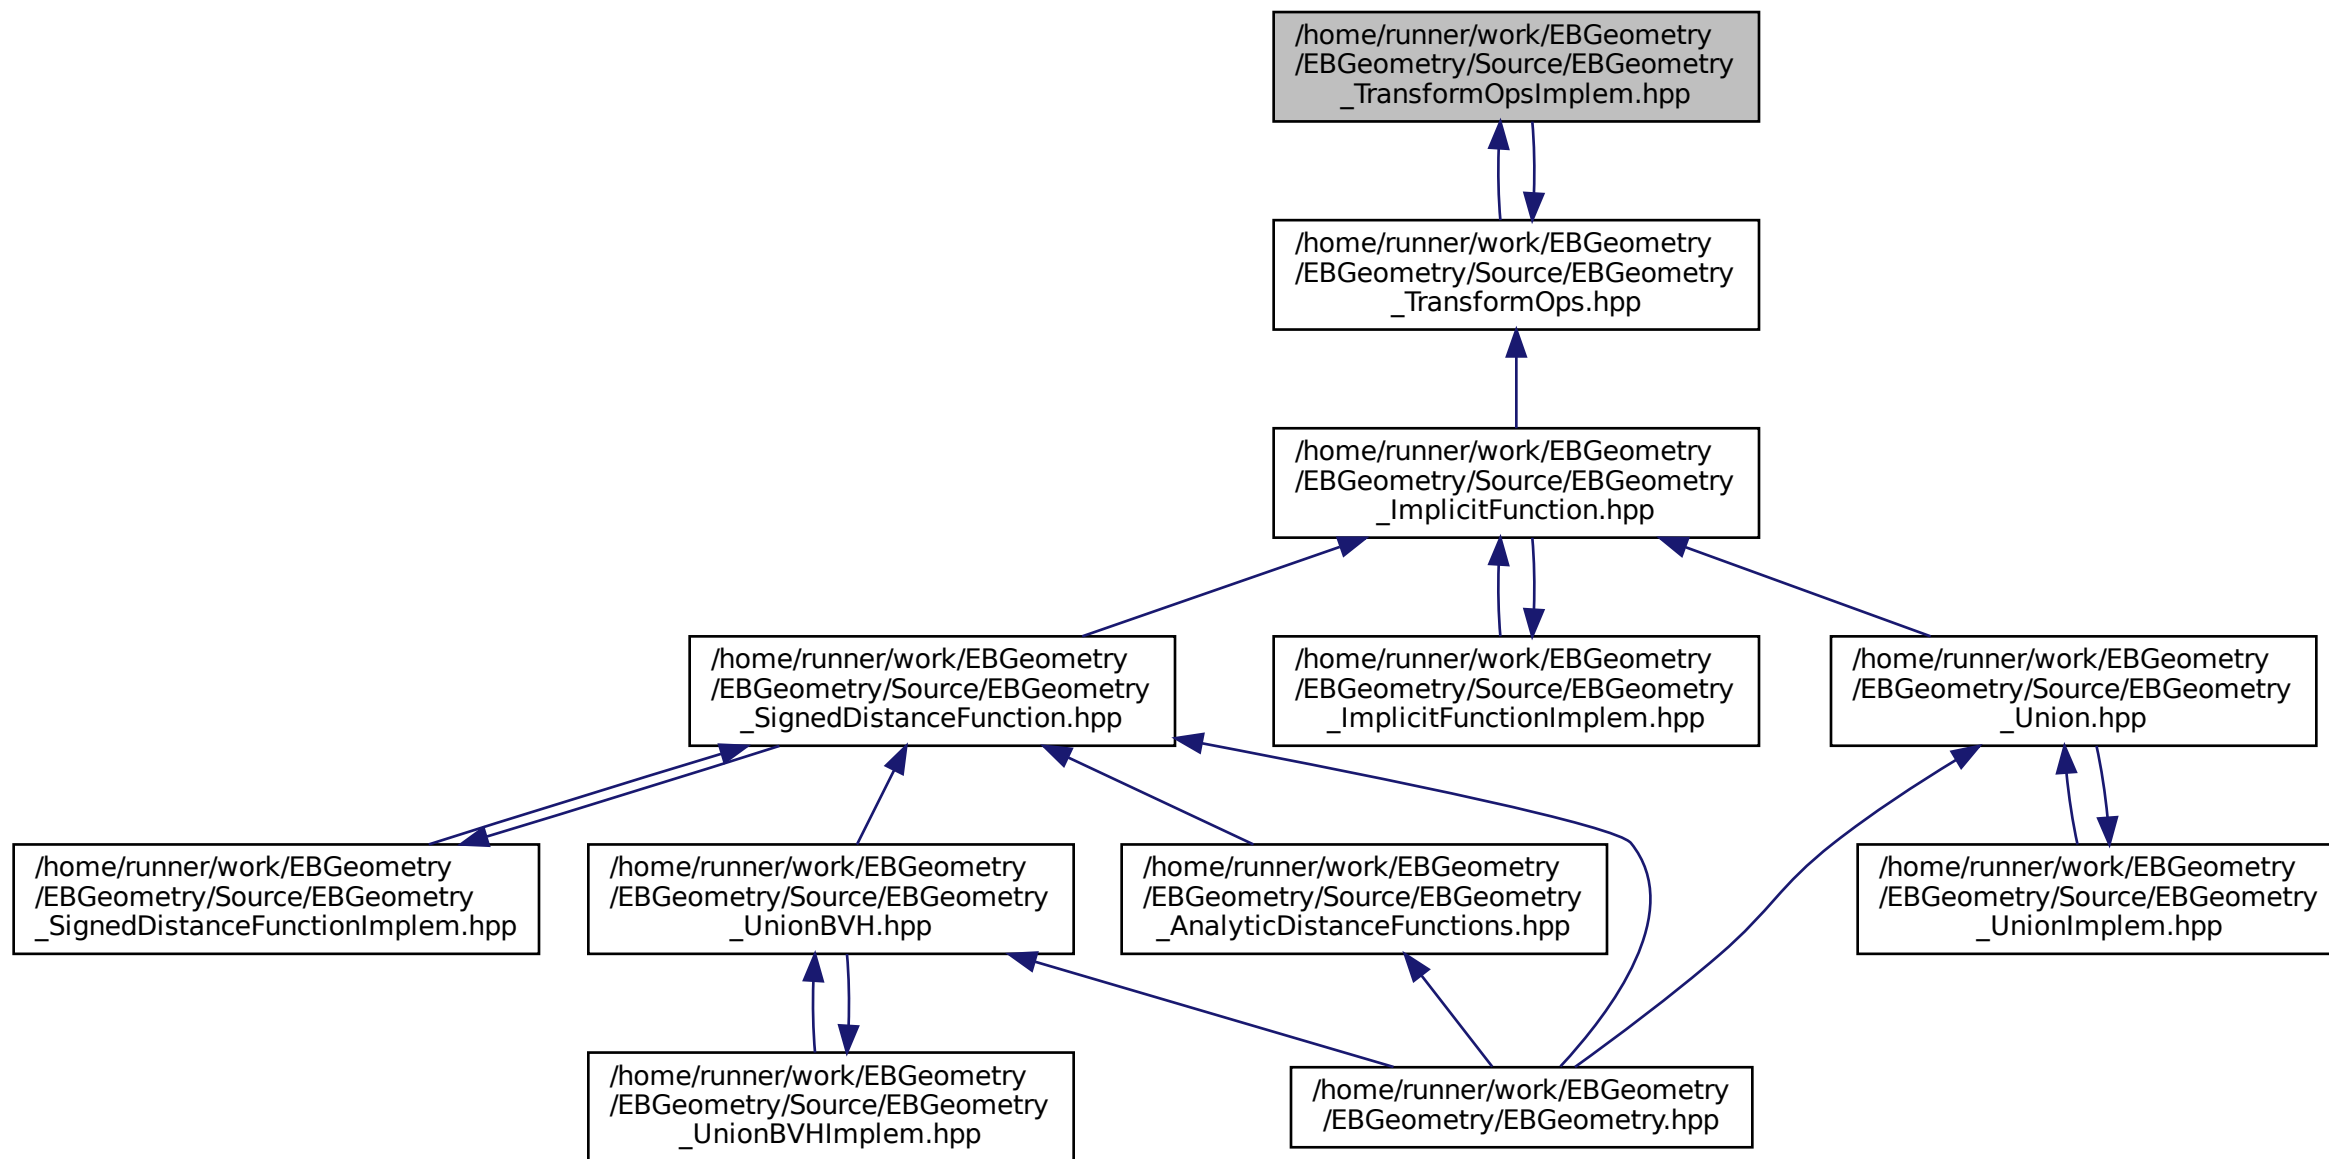 /home/runner/work/EBGeometry
/EBGeometry/Source/EBGeometry
_TransformOpsImplem.hpp
/home/runner/work/EBGeometry
/EBGeometry/Source/EBGeometry
_TransformOps.hpp
/home/runner/work/EBGeometry
/EBGeometry/Source/EBGeometry
_ImplicitFunction.hpp
/home/runner/work/EBGeometry
/EBGeometry/Source/EBGeometry
_SignedDistanceFunction.hpp
/home/runner/work/EBGeometry
/EBGeometry/Source/EBGeometry
_ImplicitFunctionImplem.hpp
/home/runner/work/EBGeometry
/EBGeometry/Source/EBGeometry
_Union.hpp
/home/runner/work/EBGeometry
/EBGeometry/Source/EBGeometry
_SignedDistanceFunctionImplem.hpp
/home/runner/work/EBGeometry
/EBGeometry/Source/EBGeometry
_UnionBVH.hpp
/home/runner/work/EBGeometry
/EBGeometry/Source/EBGeometry
_AnalyticDistanceFunctions.hpp
/home/runner/work/EBGeometry
/EBGeometry/Source/EBGeometry
_UnionImplem.hpp
/home/runner/work/EBGeometry
/EBGeometry/Source/EBGeometry
_UnionBVHImplem.hpp
/home/runner/work/EBGeometry
/EBGeometry/EBGeometry.hpp